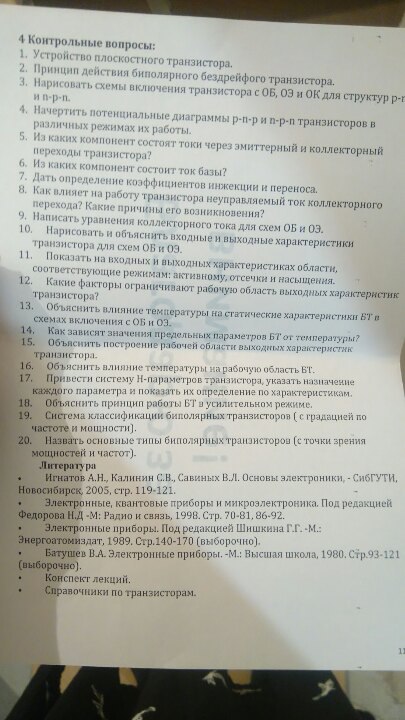 4 Контрольные вопросы:
1. Устройство плоскостного транзистора.
2. Принцип действия биполярного бездрейфого транзистора.
3. Нарисовать схемы включения транзистора с ОБ, ОЭ и ОК для структур p-n
и n-p-n.
4. Начертить потенциальные диаграммы p-n-p и n-p-n транзисторов в
различных режимах их работы.
5. Из каких компонент состоят токи через эмиттерный и коллекторный
переходы транзистора?
6. Из каких компонент состоит ток базы?
7. Дать определение коэффициентов инжекции и переноса.
8. Как влияет на работу транзистора неуправляемый ток коллекторного
перехода? Какие причины его возникновения?
9. Написать уравнения коллекторного тока для схем ОБ и ОЭ.
10. Нарисовать и объяснить входные и выходные характеристики
транзистора для схем ОБ и ОЭ.
11. Показать на входных и выходных характеристиках области,
соответствующие режимам: активному, отсечки и насыщения.
12. Какие факторы ограничивают рабочую область выходных характеристик
транзистора?
13. Объяснить влияние температуры на статические характеристики БТ в
схемах включения с ОБ и ОЭ.
14. Как зависят значения предельных параметров БТ от температуры?
15. Объяснить построение рабочей области выходных характеристик
транзистора.
16. Объяснить влияние температуры на рабочую область БТ.
17. Привести систему Н-параметров транзистора, указать назначение
каждого параметра и показать их определение по характеристикам.
18. Объяснить принцип работы БТ в усилительном режиме.
19. Система классификации биполярных транзисторов ( с градацией по
частоте и мощности).
20. Назвать основные типы биполярных транзисторов (с точки зрения
мощностей и частот).
Литература
• Игнатов А.Н., Калинин С.В., Савиных В.Л. Основы электроники, - СибГУТИ,
Новосибирск, 2005, стр. 119-121.
• Электронные, квантовые приборы и микроэлектроника. Под редакцией
Федорова Н.Д -М: Радио и связь, 1998. Стр. 70-81, 86-92.
• Электронные приборы. Под редакцией Шишкина Г.Г. -М.:
Энергоатомиздат, 1989. Стр.140-170 (выборочно).
• Батушев В.А. Электронные приборы. -М.: Высшая школа, 1980. Стр.93-121
(выборочно).
• Конспект лекций.
• Справочники по транзисторам.
11